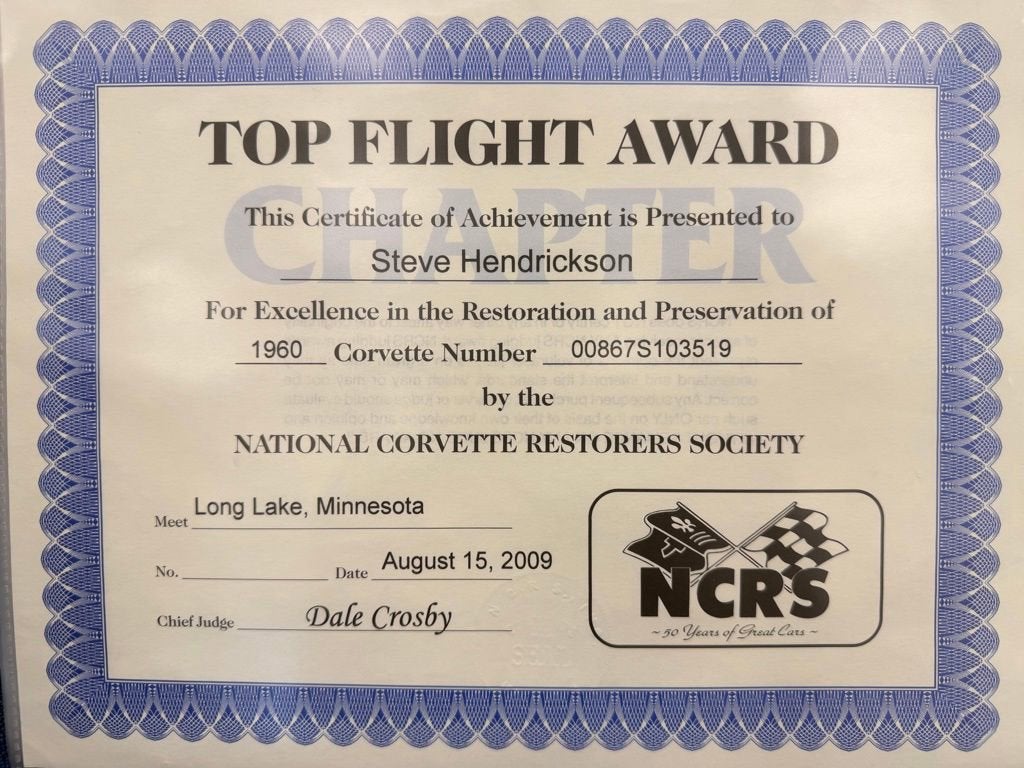 TOP FLIGHT AWARD
CHAPTER
This Certificate of Achievement is Presented to
Steve Hendrickson
For Excellence in the Restoration and Preservation of
1960 Corvette Number 00867S103519
by the
NATIONAL CORVETTE RESTORERS SOCIETY
Meet Long Lake, Minnesota
No. Date August 15, 2009
Chief Judge Dale Crosby
NCRS
~ 50 Years of Great Cars ~